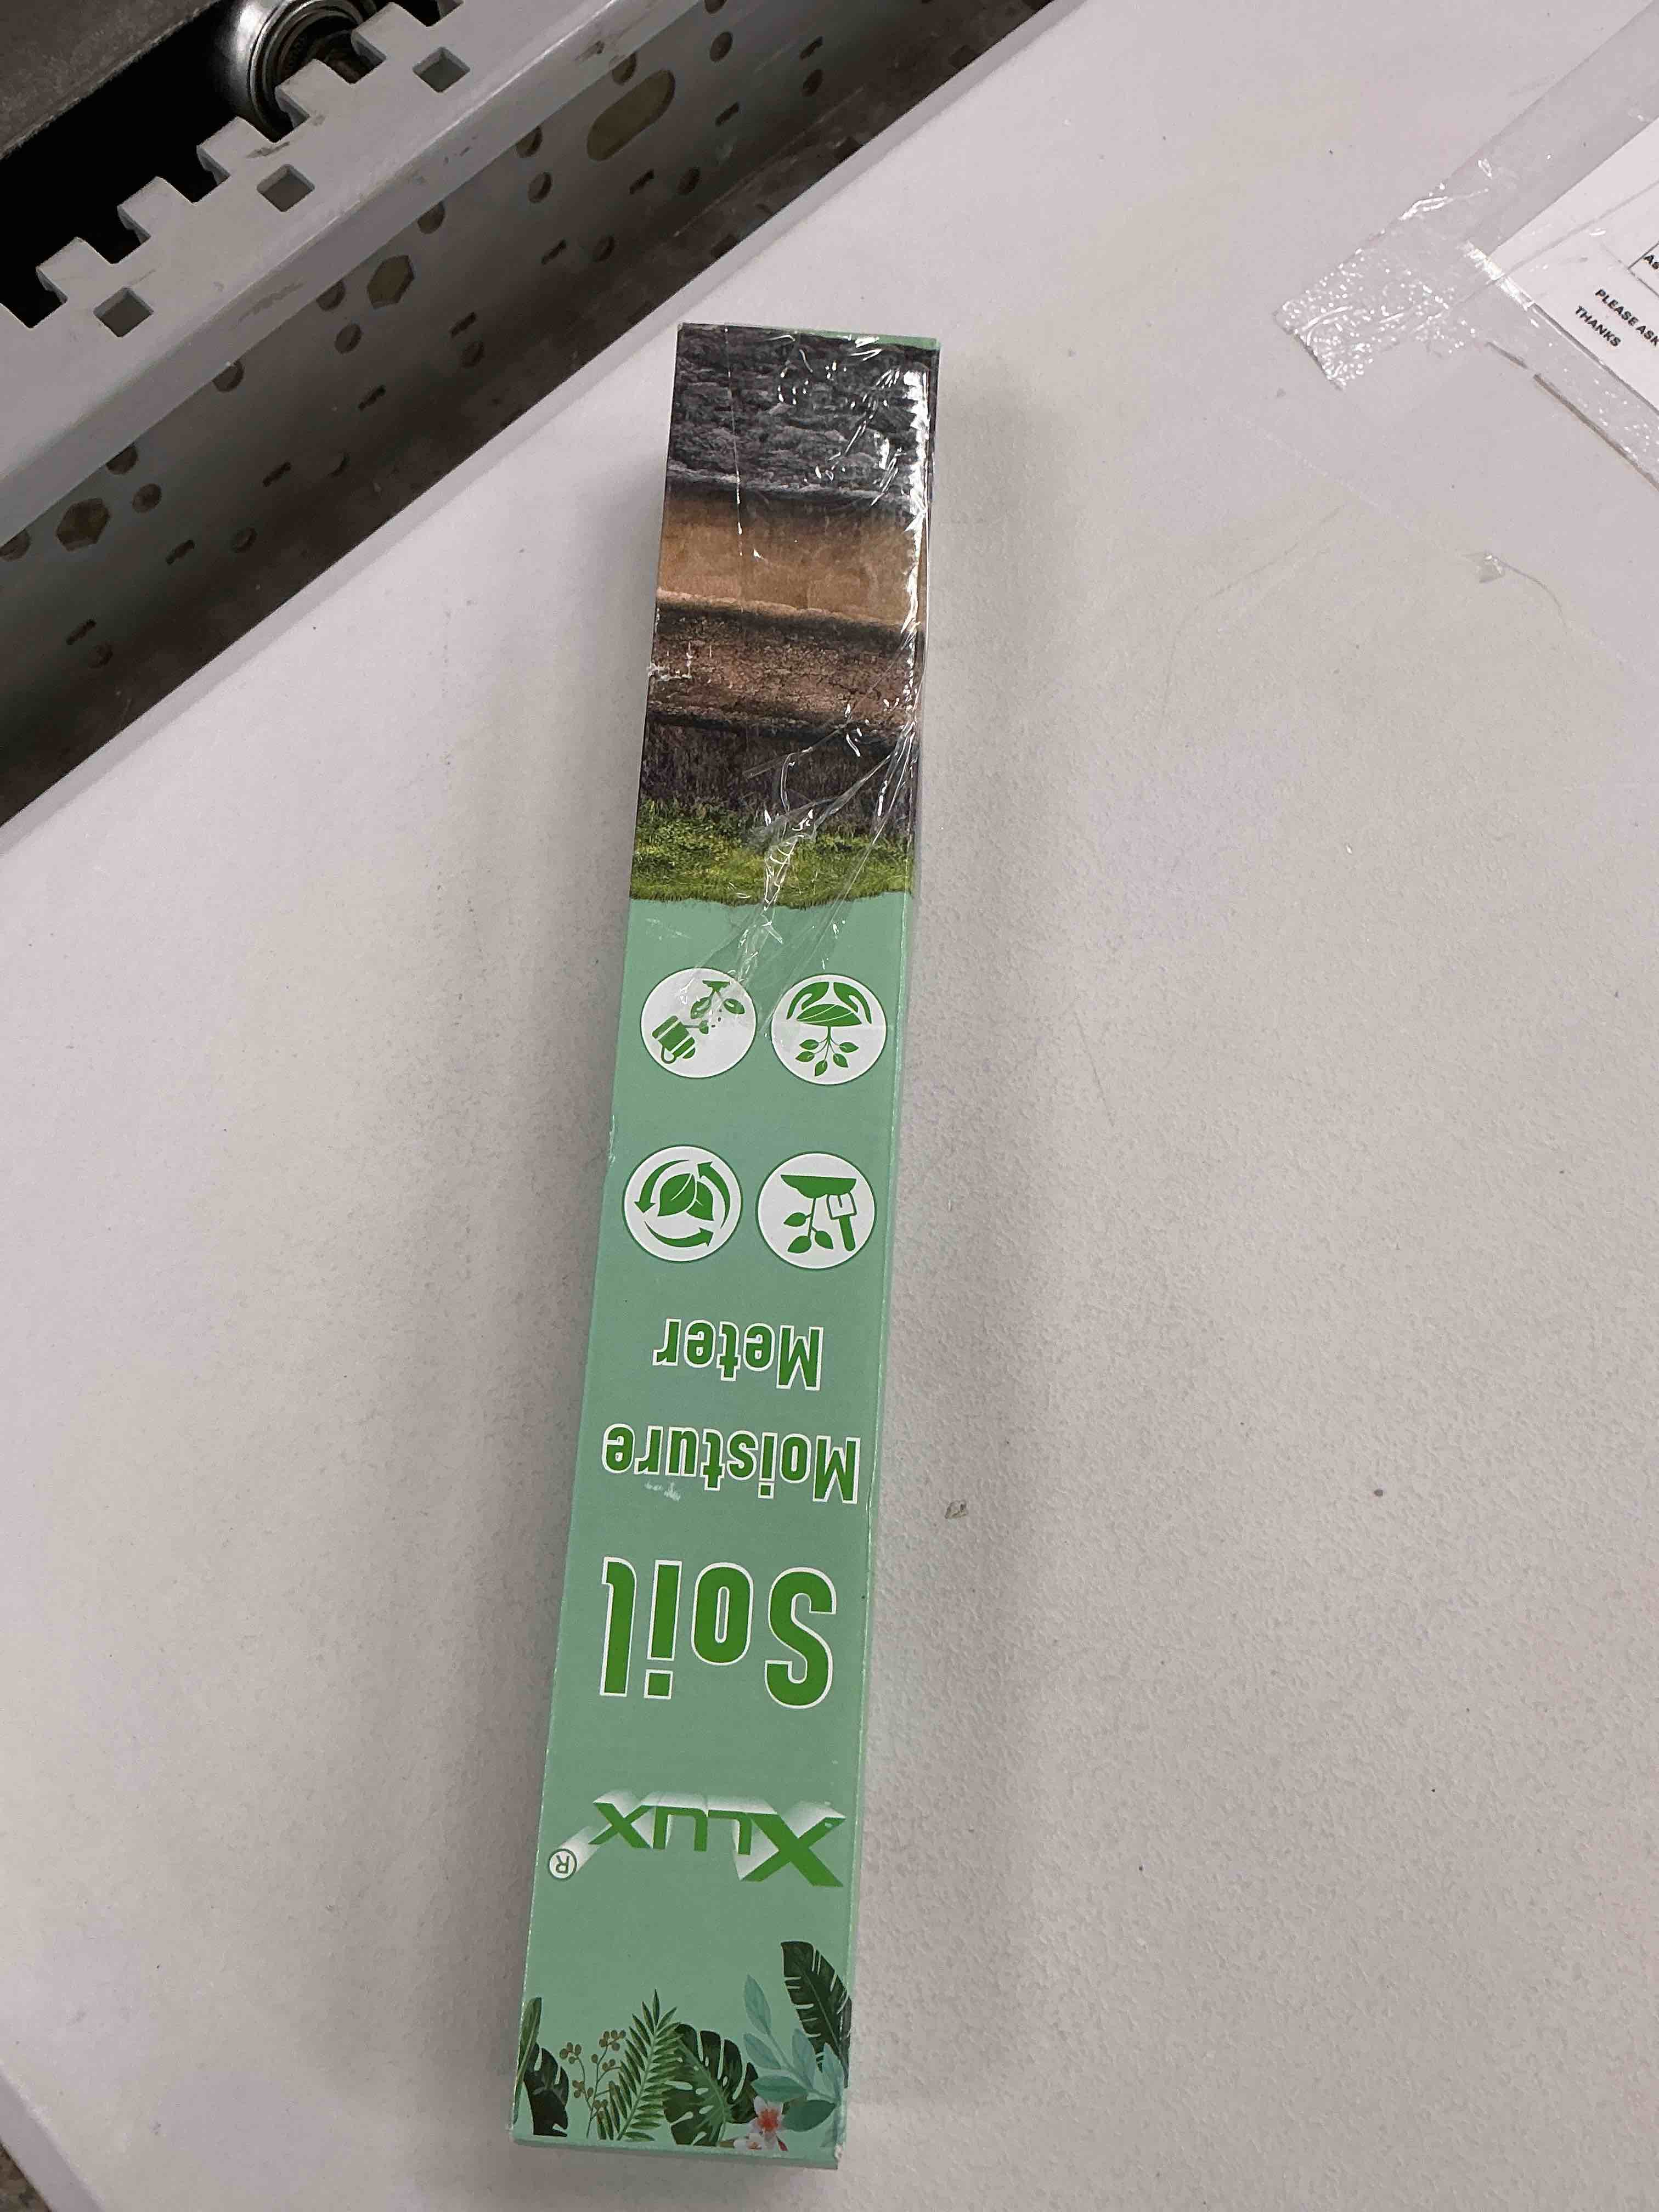 XLUX®
Soil
Moisture
Meter
PLEASE ASK
THANKS